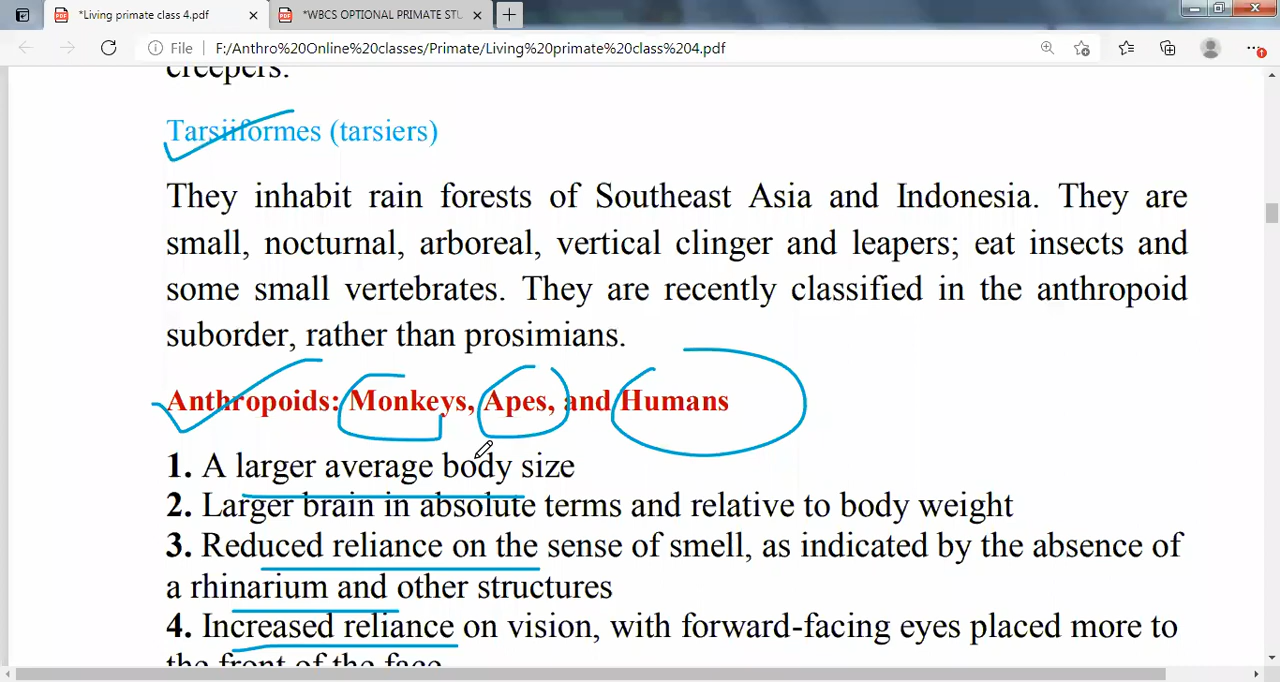 *Living primate class 4.pdf
*WBCS OPTIONAL PRIMATE STU
File
F:/Anthro%20Online%20classes/Primate/Living%20primate%20class%204.pdf
creepers.
Tarsiiformes (tarsiers)
They inhabit rain forests of Southeast Asia and Indonesia. They are
small, nocturnal, arboreal, vertical clinger and leapers; eat insects and
some small vertebrates. They are recently classified in the anthropoid
suborder, rather than prosimians.
Anthropoids: Monkeys, Apes, and Humans
1. A larger average body size
2. Larger brain in absolute terms and relative to body weight
3. Reduced reliance on the sense of smell, as indicated by the absence of
a rhinarium and other structures
4. Increased reliance on vision, with forward-facing eyes placed more to
the front of the face